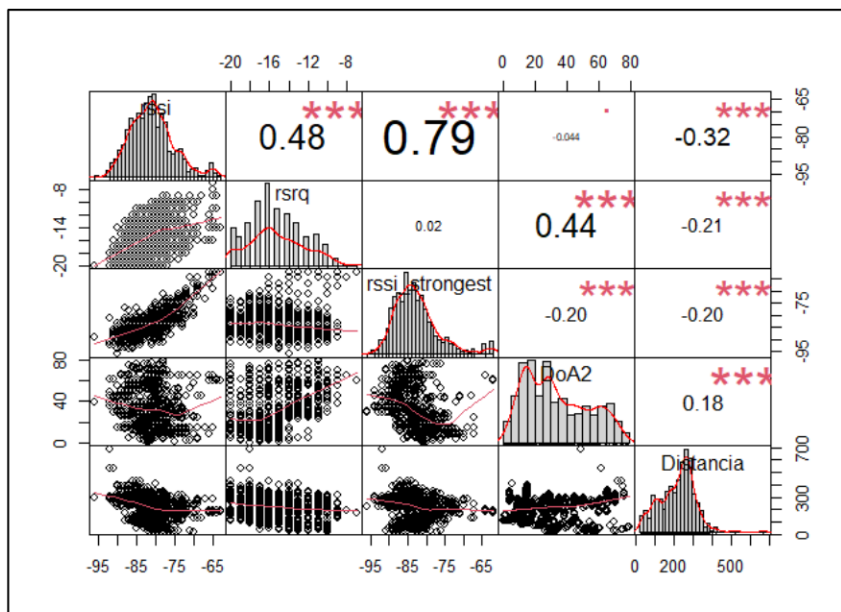 -20 -16 -12 -8 0 20 40 60 80
rssi 0.48 *** 0.79 *** -0.044 . -0.32 *** -65 -80 -95
-8 -14 -20 rsrq 0.02 0.44 *** -0.21 ***
rssi_strongest -0.20 *** -0.20 *** -75 -95
80 40 0 DoA2 0.18 ***
Distancia 700 300 0
-95 -85 -75 -65 -95 -85 -75 -65 0 200 500